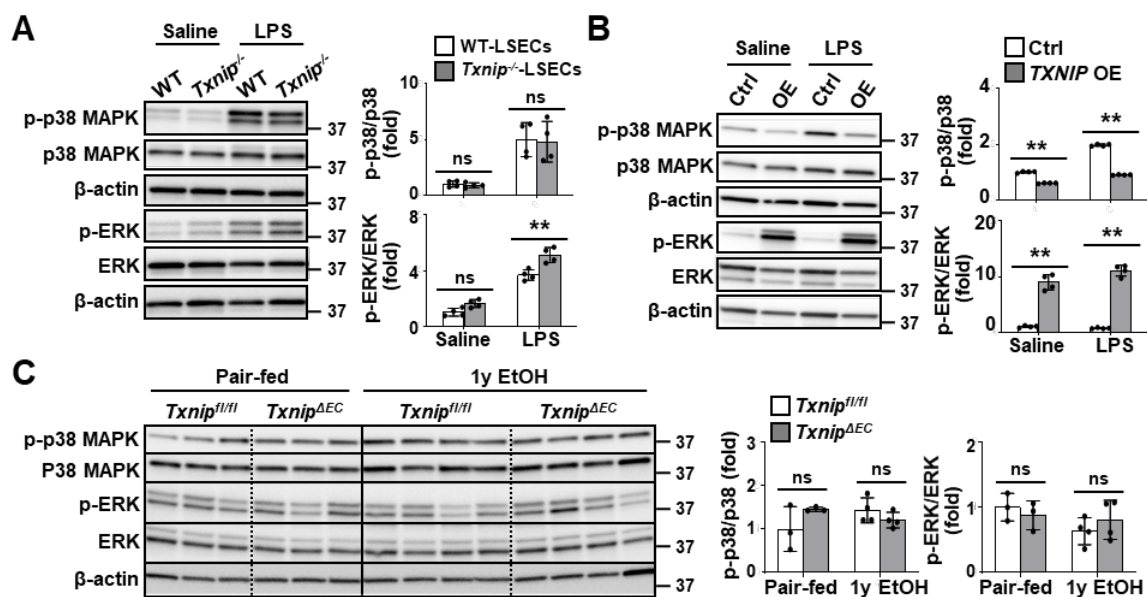 A
Saline LPS
WT Txnip-/- WT Txnip-/-
p-p38 MAPK
37
p38 MAPK
37
β-actin
37
p-ERK
37
ERK
37
β-actin
37
WT-LSECs
Txnip-/--LSECs
p-p38/p38
(fold)
10
5
0
ns
ns
p-ERK/ERK
(fold)
8
4
0
ns
**
Saline LPS
B
Saline LPS
Ctrl OE Ctrl OE
p-p38 MAPK
37
p38 MAPK
37
β-actin
37
p-ERK
37
ERK
37
β-actin
37
Ctrl
TXNIP OE
p-p38/p38
(fold)
4
2
0
**
**
p-ERK/ERK
(fold)
20
10
0
**
**
Saline LPS
C
Pair-fed 1y EtOH
Txnipfl/fl TxnipΔEC Txnipfl/fl TxnipΔEC
p-p38 MAPK
37
P38 MAPK
37
p-ERK
37
ERK
37
β-actin
37
Txnipfl/fl
TxnipΔEC
p-p38/p38 (fold)
3
2
1
0
ns
ns
Pair-fed 1y EtOH
p-ERK/ERK
(fold)
2
1
0
ns
ns
Pair-fed 1y EtOH